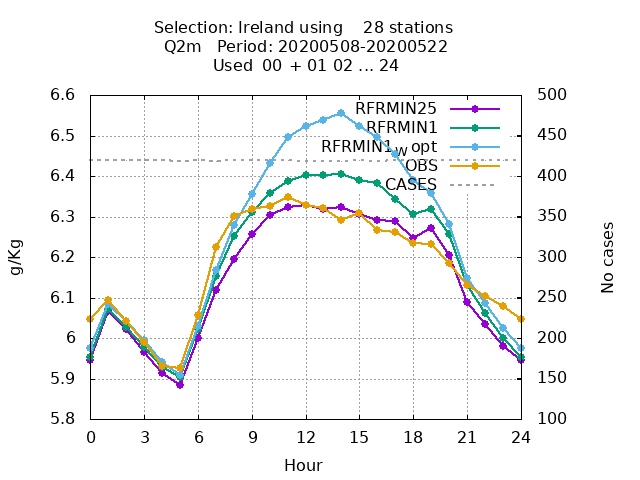 Selection: Ireland using    28 stations
Q2m   Period: 20200508-20200522
Used  00 + 01 02 ... 24
6.6
6.5
6.4
6.3
6.2
6.1
6
5.9
5.8
g/Kg
500
450
400
350
300
250
200
150
100
No cases
RFRMIN25
RFRMIN1
RFRMIN1_W opt
OBS
CASES
0 3 6 9 12 15 18 21 24
Hour